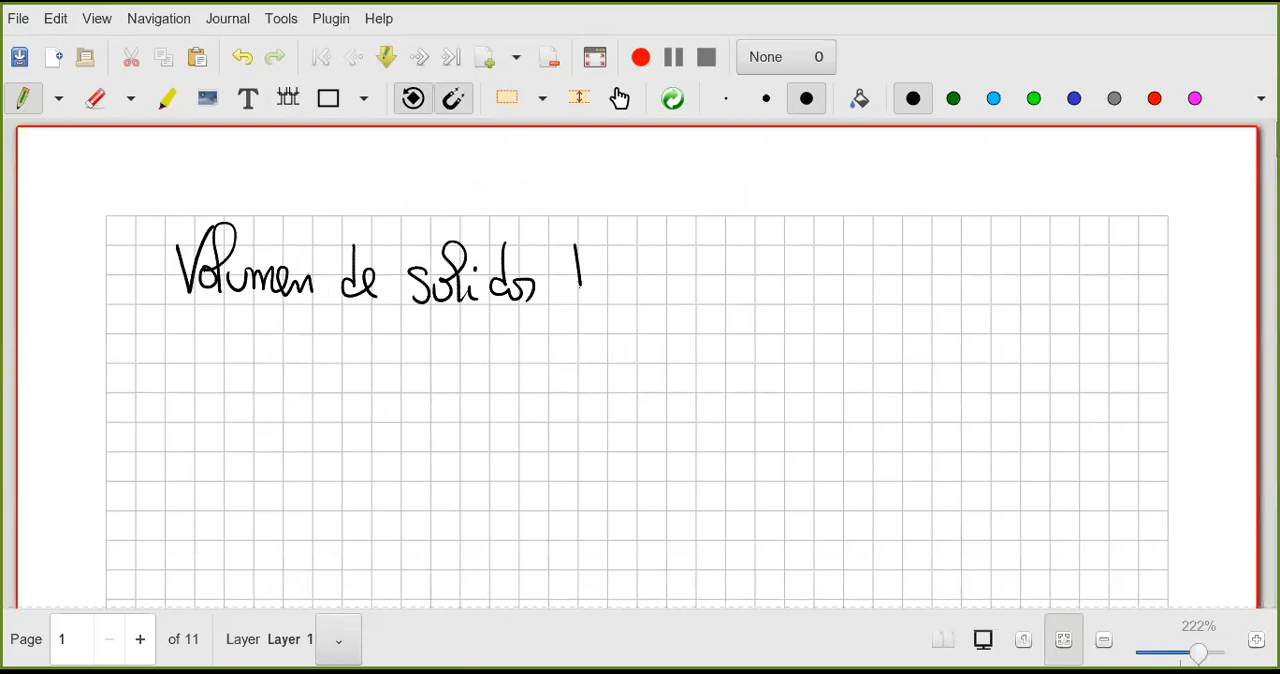 File Edit View Navigation Journal Tools Plugin Help
None 0
Volumen de solidos
Page 1 of 11 Layer Layer 1 222%